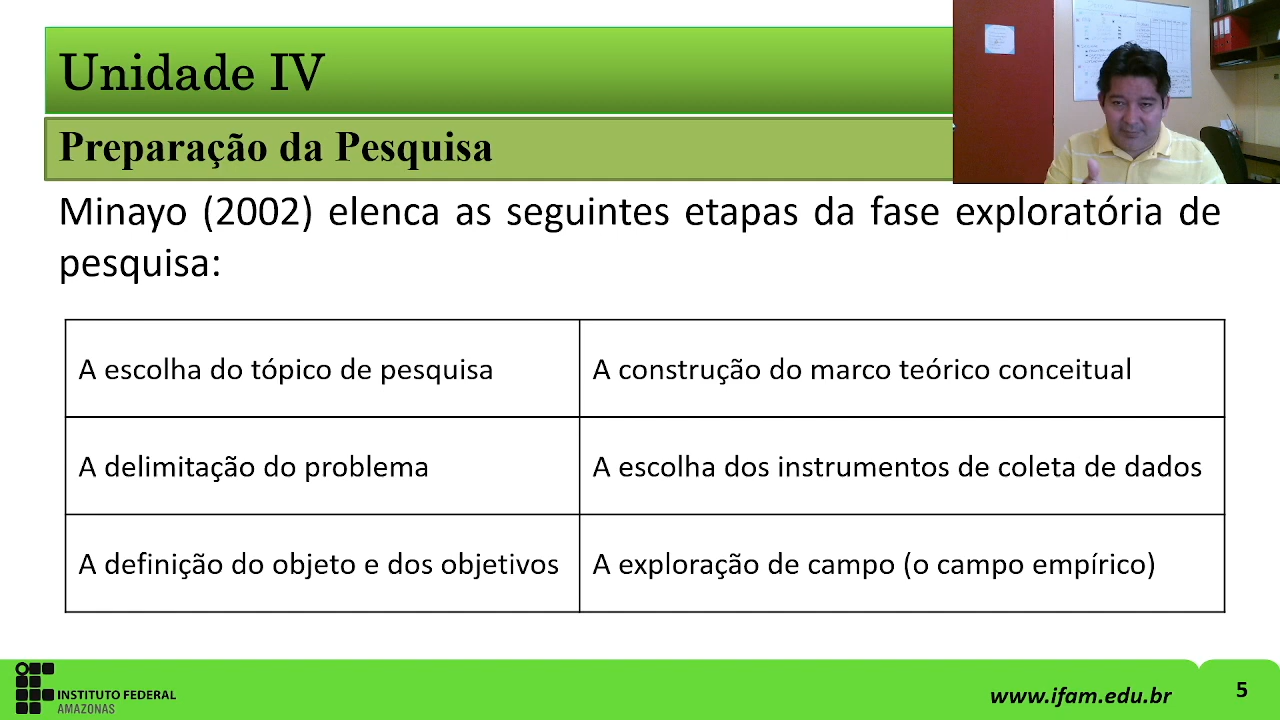 Unidade IV
Preparação da Pesquisa
Minayo (2002) elenca as seguintes etapas da fase exploratória de
pesquisa:
A escolha do tópico de pesquisa
A construção do marco teórico conceitual
A delimitação do problema
A escolha dos instrumentos de coleta de dados
A definição do objeto e dos objetivos
A exploração de campo (o campo empírico)
INSTITUTO FEDERAL
AMAZONAS
www.ifam.edu.br
5